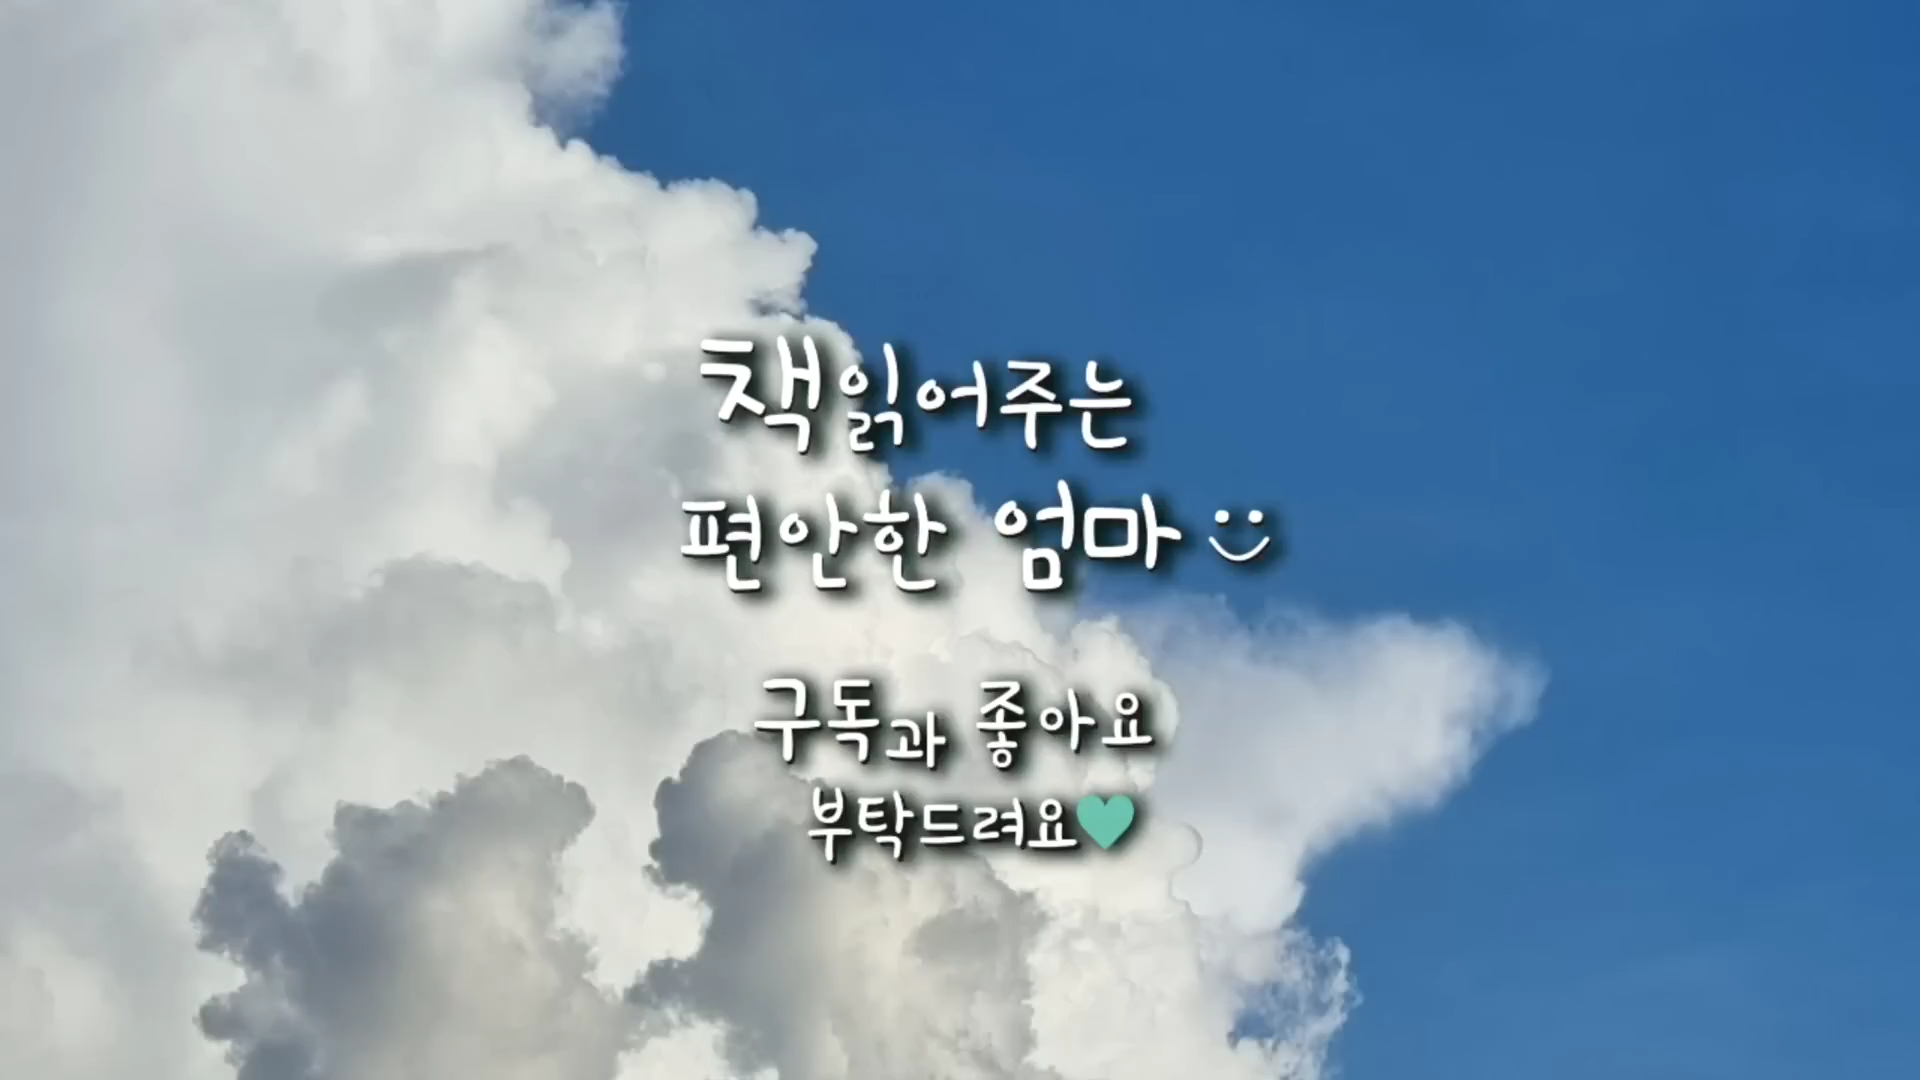 책읽어주는
편안한 엄마 :)
구독과 좋아요
부탁드려요♥